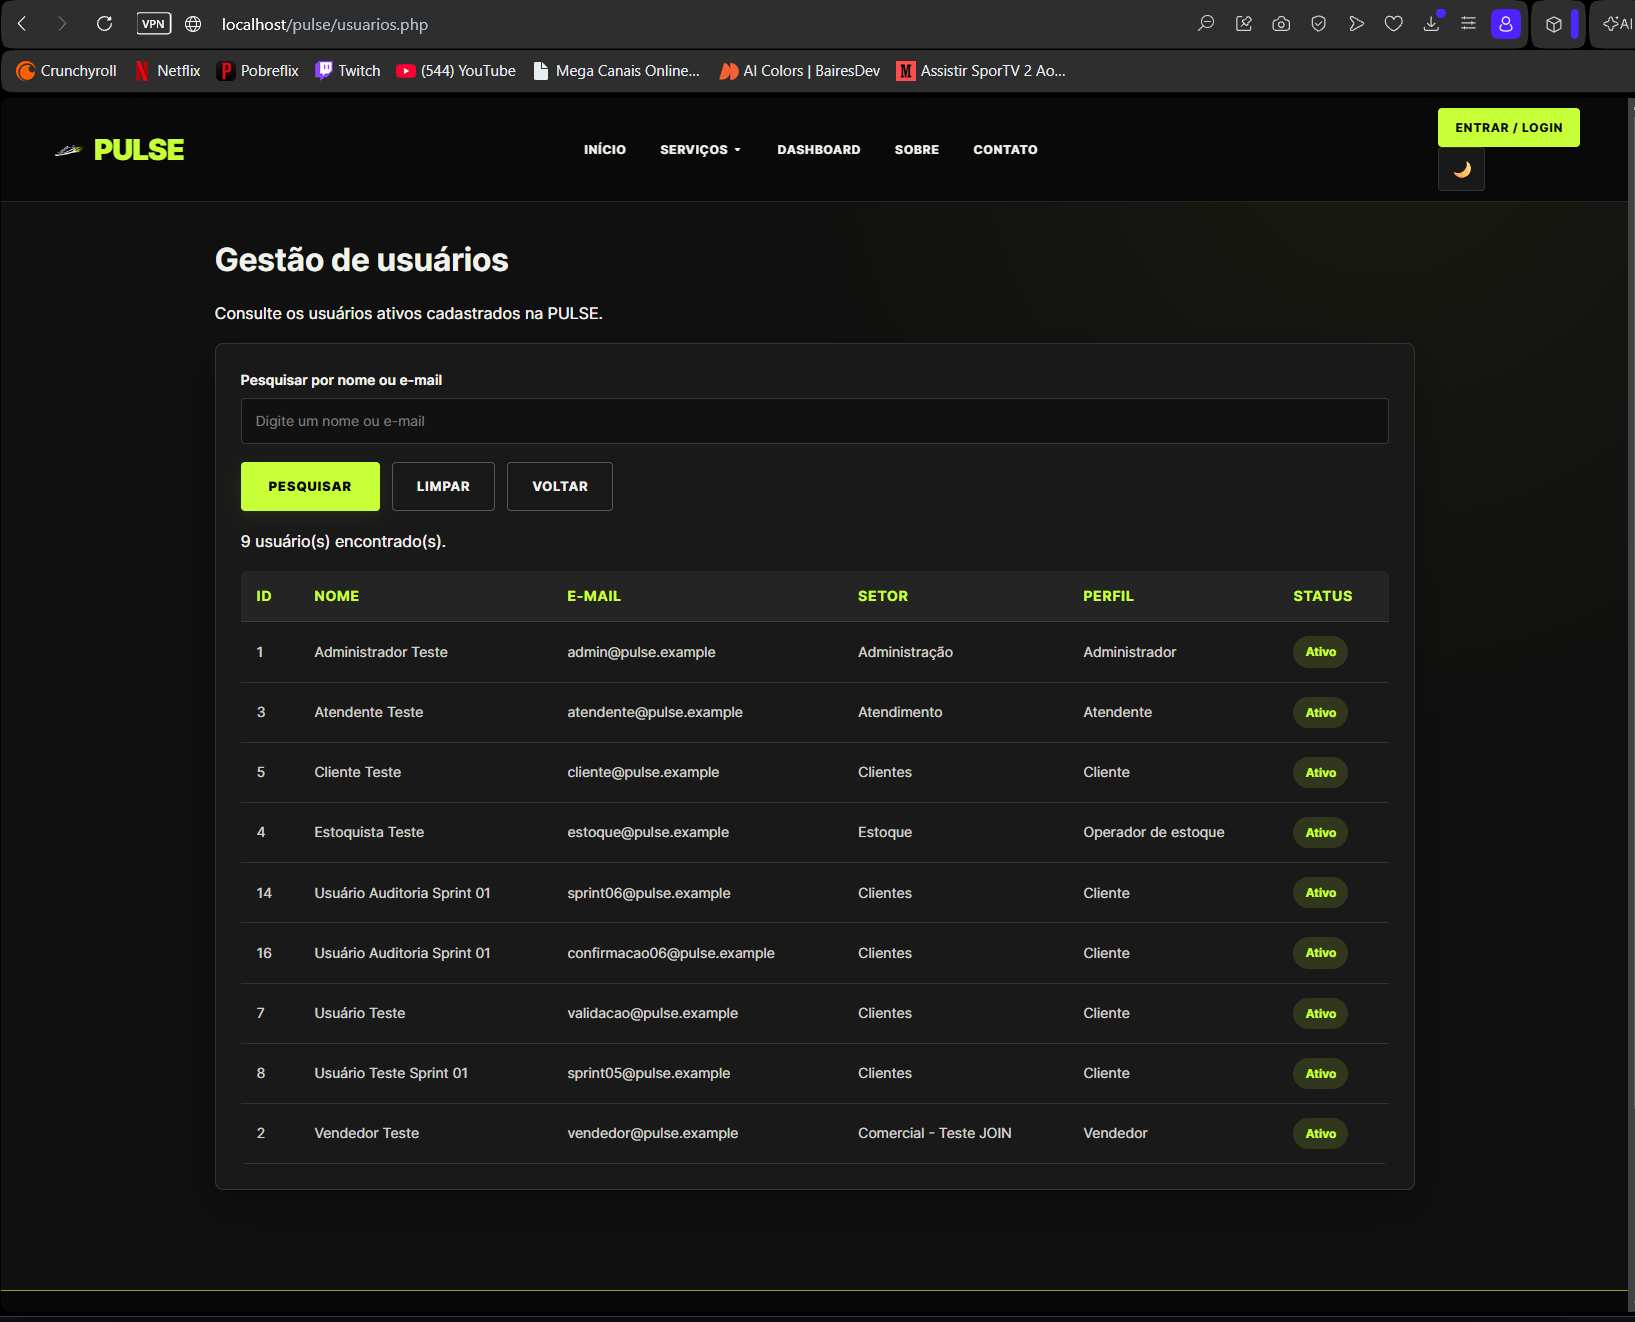 VPN localhost/pulse/usuarios.php AI
Crunchyroll Netflix Pobreflix Twitch (544) YouTube Mega Canais Online... AI Colors | BairesDev Assistir SporTV 2 Ao...
PULSE INÍCIO SERVIÇOS DASHBOARD SOBRE CONTATO ENTRAR / LOGIN
Gestão de usuários
Consulte os usuários ativos cadastrados na PULSE.
Pesquisar por nome ou e-mail
Digite um nome ou e-mail
PESQUISAR LIMPAR VOLTAR
9 usuário(s) encontrado(s).
ID NOME E-MAIL SETOR PERFIL STATUS
1 Administrador Teste admin@pulse.example Administração Administrador Ativo
3 Atendente Teste atendente@pulse.example Atendimento Atendente Ativo
5 Cliente Teste cliente@pulse.example Clientes Cliente Ativo
4 Estoquista Teste estoque@pulse.example Estoque Operador de estoque Ativo
14 Usuário Auditoria Sprint 01 sprint06@pulse.example Clientes Cliente Ativo
16 Usuário Auditoria Sprint 01 confirmacao06@pulse.example Clientes Cliente Ativo
7 Usuário Teste validacao@pulse.example Clientes Cliente Ativo
8 Usuário Teste Sprint 01 sprint05@pulse.example Clientes Cliente Ativo
2 Vendedor Teste vendedor@pulse.example Comercial - Teste JOIN Vendedor Ativo